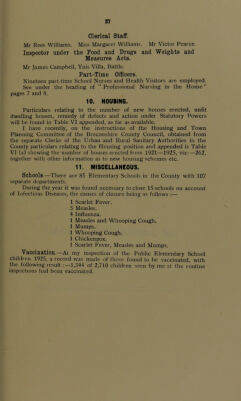 27
Clerical Staff.
Mr Rees Williams. Miss Margaret Williams. Mr Victor Pearce.
Inspector under the Food and Drugs and Weights and
Measures Acts.
Mr James Campbell, Ynis Villa, Battle.
Part-Time Officers.
Nineteen part-time School Nurses and Health Visitors are employed.
See under the heading of "Professional Nursing in the Home"
pages 7 and 8.
10. HOUSING.
Particulars relating to the number of new houses erected, unfit
dwelling houses, remedy of defects and action under Statutory Powers
will be found in Table VI appended, as far as available.
I have recently, on the instructions of the Housing and Town
Planning Committee of the Breconshire County Council, obtained from
the separate Clerks of the Urban and Rural Sanitary Authorities in the
County particulars relating to the Housing position and appended is Table
VI (a) showing the number of houses erected from 1921—1925, viz:—262,
together with other information as to new housing schemes etc.
11. MISCELLANEOUS.
Schools.—There are 85 Elementary Schools in the County with 107
separate departments.
During the year it was found necessary to close 15 schools on account
of Infectious Diseases, the causes of closure being as follows :—
1 Scarlet Fever.
5 Measles.
4 Influenza.
1 Measles and Whooping Cough.
1 Mumps.
1 Whooping Cough.
1 Chickenpox.
1 Scarlet Fever, Measles and Mumps.
Vaccination.—At my inspection of the Public Elementary School
children 1925, a record was made of those found to be vaccinated, with
the following result :—1,344 of 2,710 children seen by me at the routine
inspections had been vaccinated.